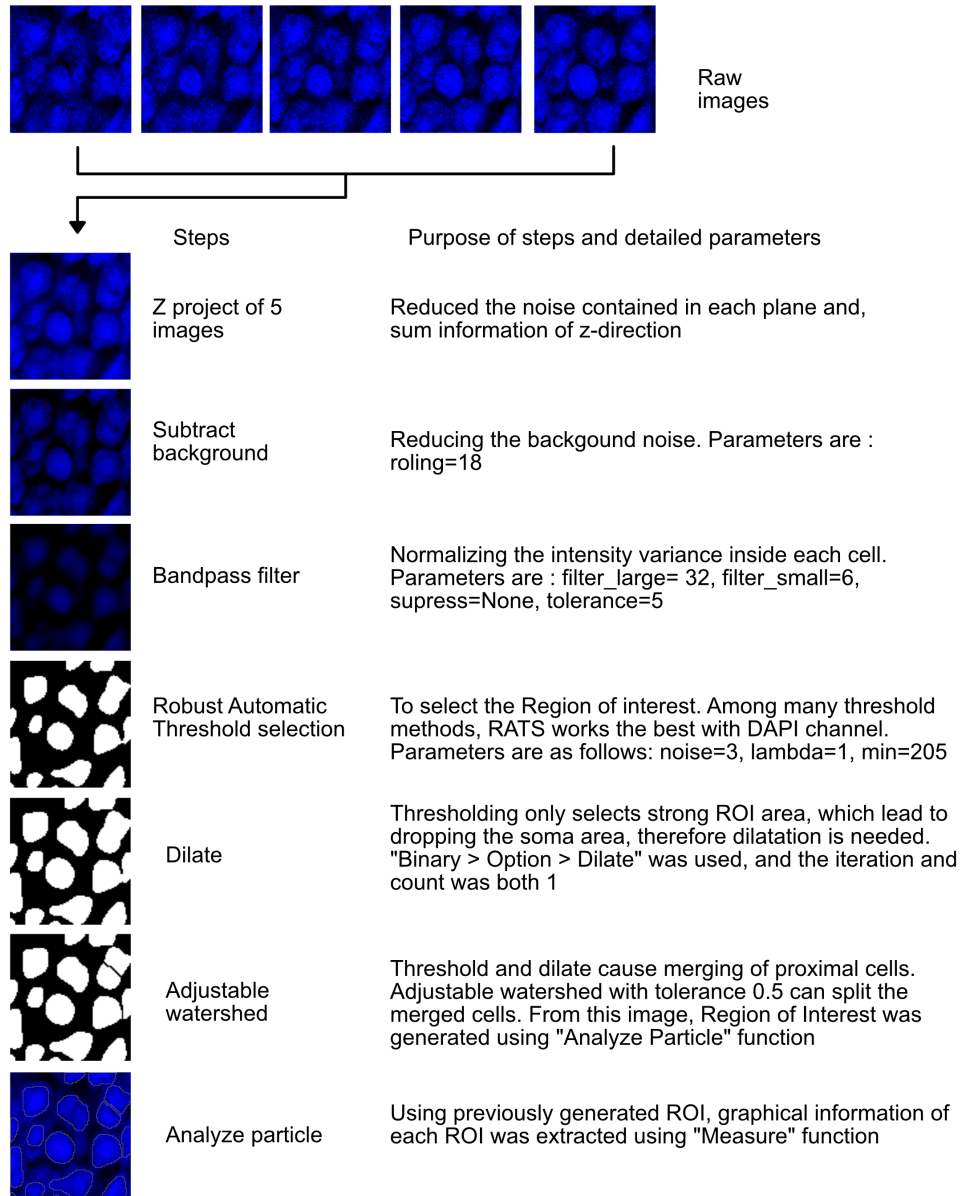 Raw
images
Steps
Purpose of steps and detailed parameters
Z project of 5
images
Reduced the noise contained in each plane and,
sum information of z-direction
Subtract
background
Reducing the backgound noise. Parameters are :
roling=18
Bandpass filter
Normalizing the intensity variance inside each cell.
Parameters are : filter_large= 32, filter_small=6,
supress=None, tolerance=5
Robust Automatic
Threshold selection
To select the Region of interest. Among many threshold
methods, RATS works the best with DAPI channel.
Parameters are as follows: noise=3, lambda=1, min=205
Dilate
Thresholding only selects strong ROI area, which lead to
dropping the soma area, therefore dilatation is needed.
"Binary > Option > Dilate" was used, and the iteration and
count was both 1
Adjustable
watershed
Threshold and dilate cause merging of proximal cells.
Adjustable watershed with tolerance 0.5 can split the
merged cells. From this image, Region of Interest was
generated using "Analyze Particle" function
Analyze particle
Using previously generated ROI, graphical information of
each ROI was extracted using "Measure" function